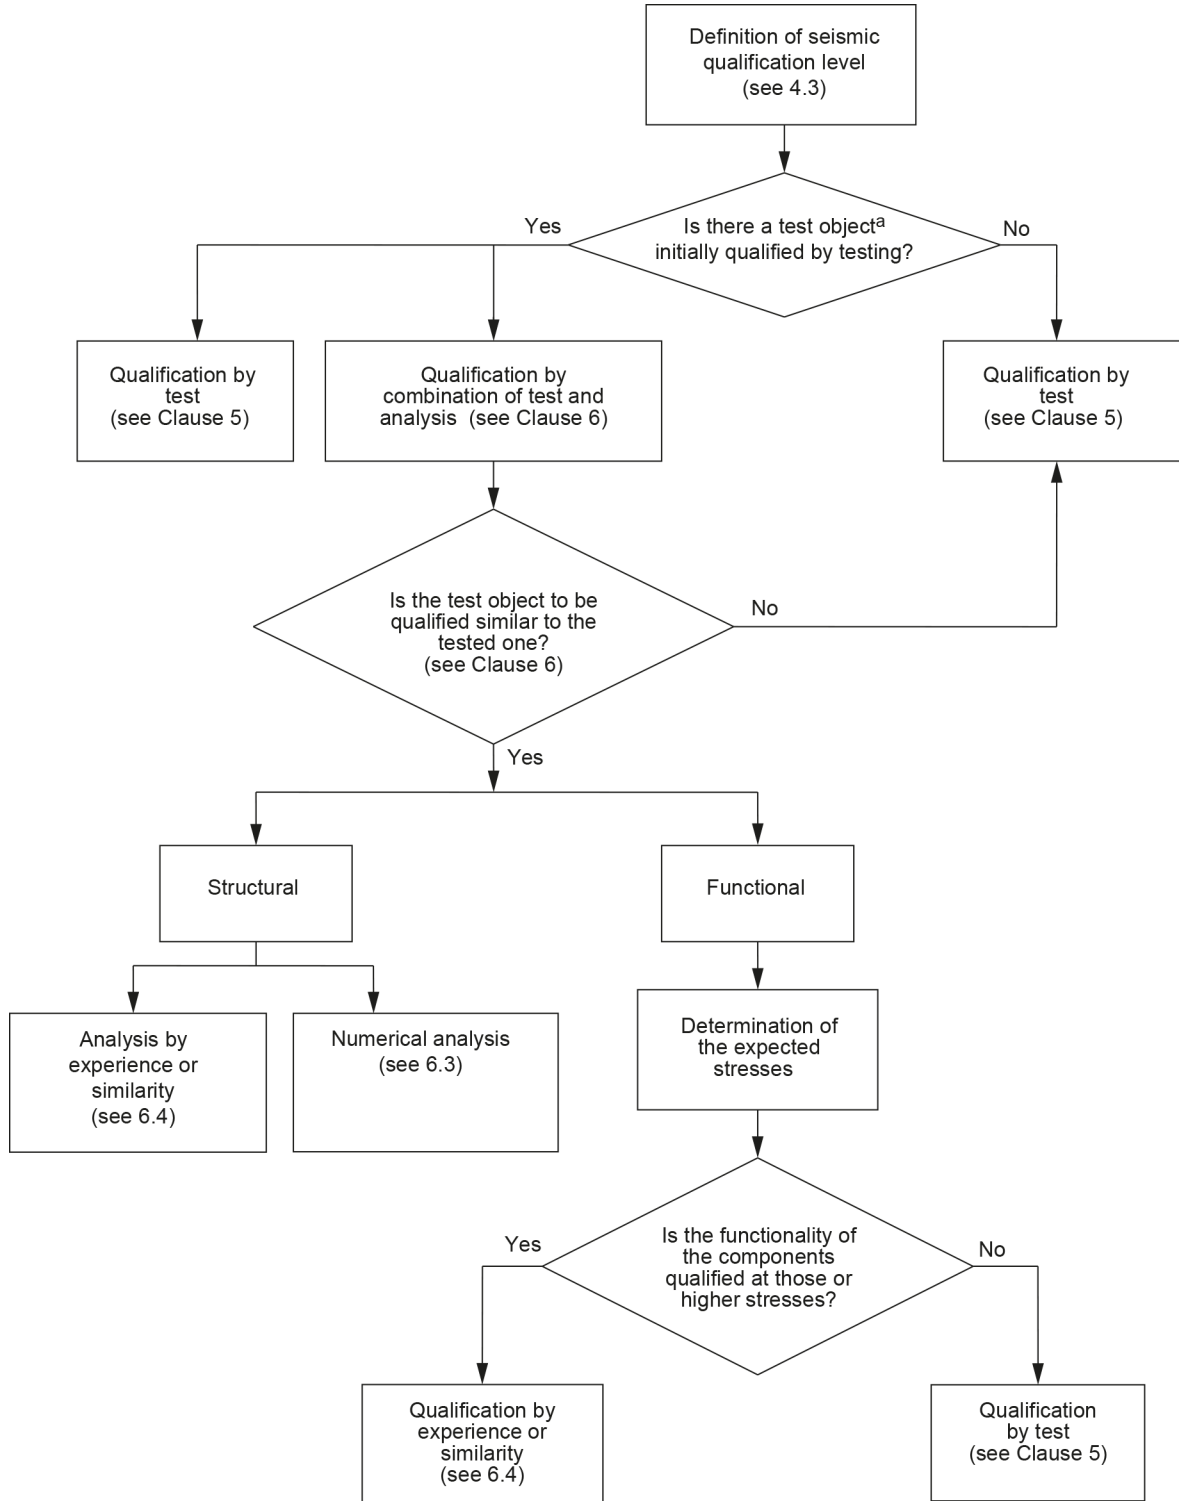 Definition of seismic
qualification level
(see 4.3)
Yes
Is there a test objectᵃ
initially qualified by testing?
No
Qualification by
test
(see Clause 5)
Qualification by
combination of test and
analysis (see Clause 6)
Qualification by
test
(see Clause 5)
Is the test object to be
qualified similar to the
tested one?
(see Clause 6)
No
Yes
Structural
Functional
Analysis by
experience or
similarity
(see 6.4)
Numerical analysis
(see 6.3)
Determination of
the expected
stresses
Yes
Is the functionality of
the components
qualified at those or
higher stresses?
No
Qualification by
experience or
similarity
(see 6.4)
Qualification
by test
(see Clause 5)